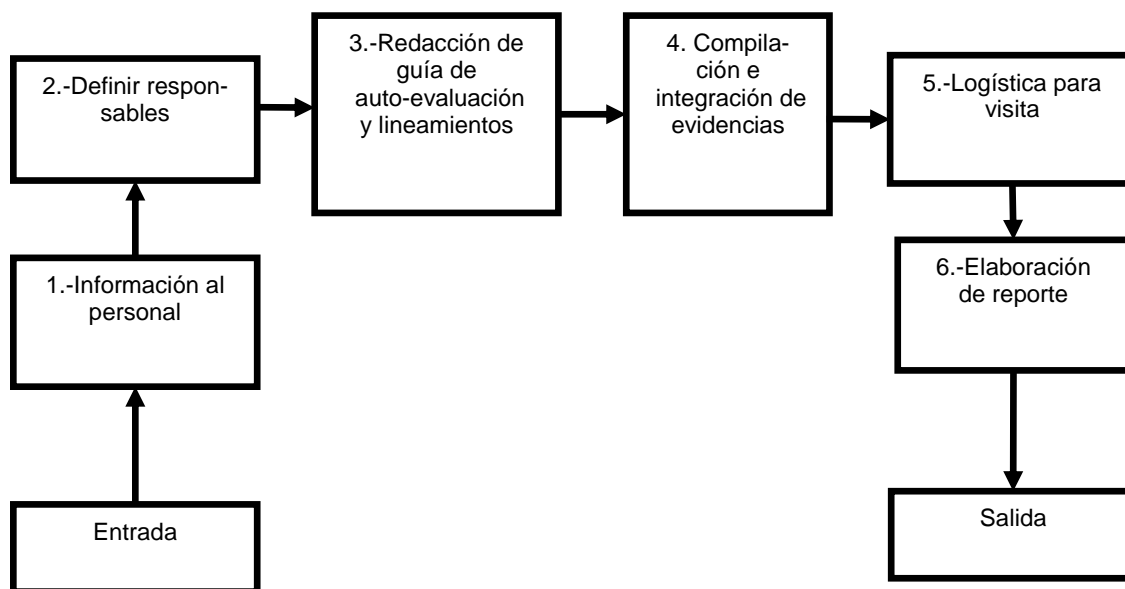 3.-Redacción de
guía de
auto-evaluación
y lineamientos
4. Compila-
ción e
integración de
evidencias
2.-Definir respon-
sables
5.-Logística para
visita
1.-Información al
personal
6.-Elaboración
de reporte
Entrada
Salida